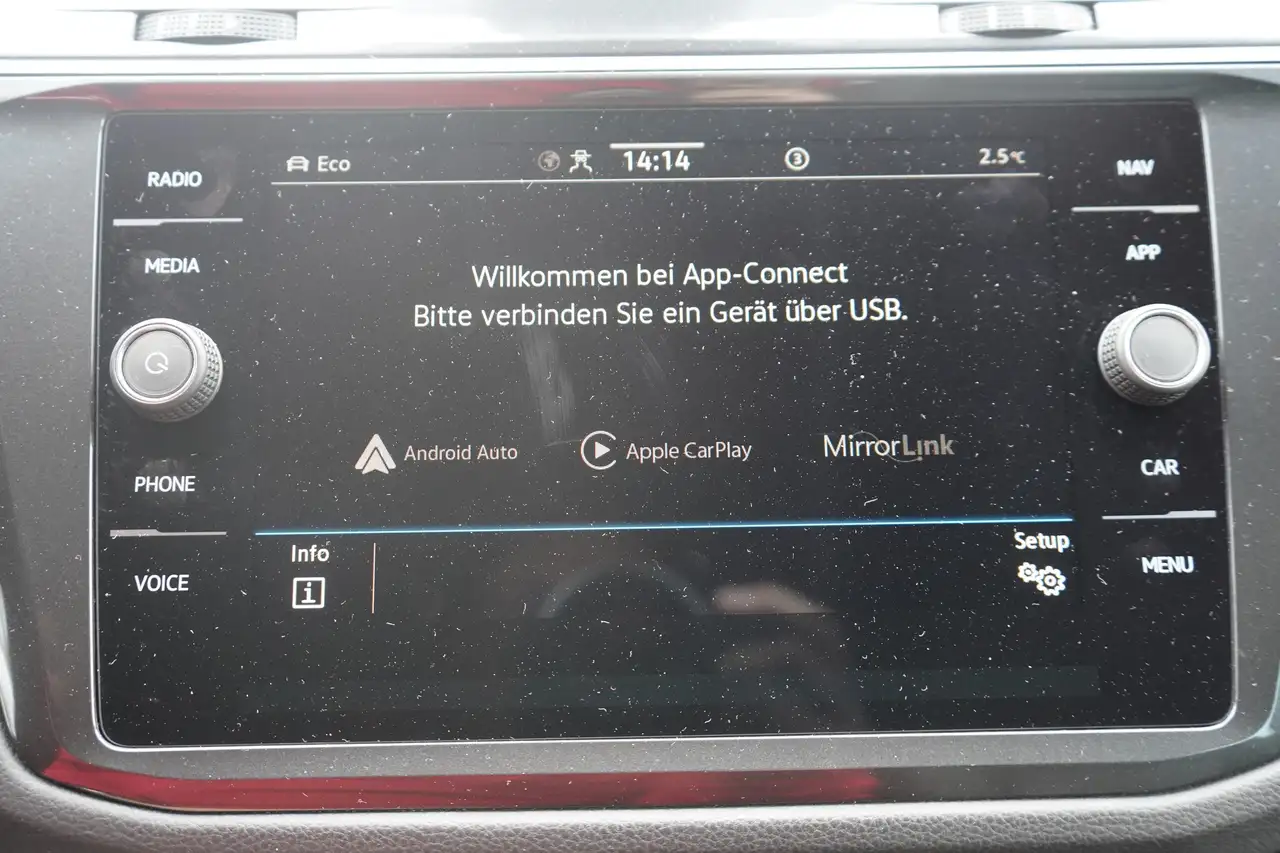 RADIO
MEDIA
PHONE
VOICE
Eco
14:14
3
2.5°C
Willkommen bei App-Connect
Bitte verbinden Sie ein Gerät über USB.
Android Auto
Apple CarPlay
MirrorLink
Info
i
Setup
NAV
APP
CAR
MENU